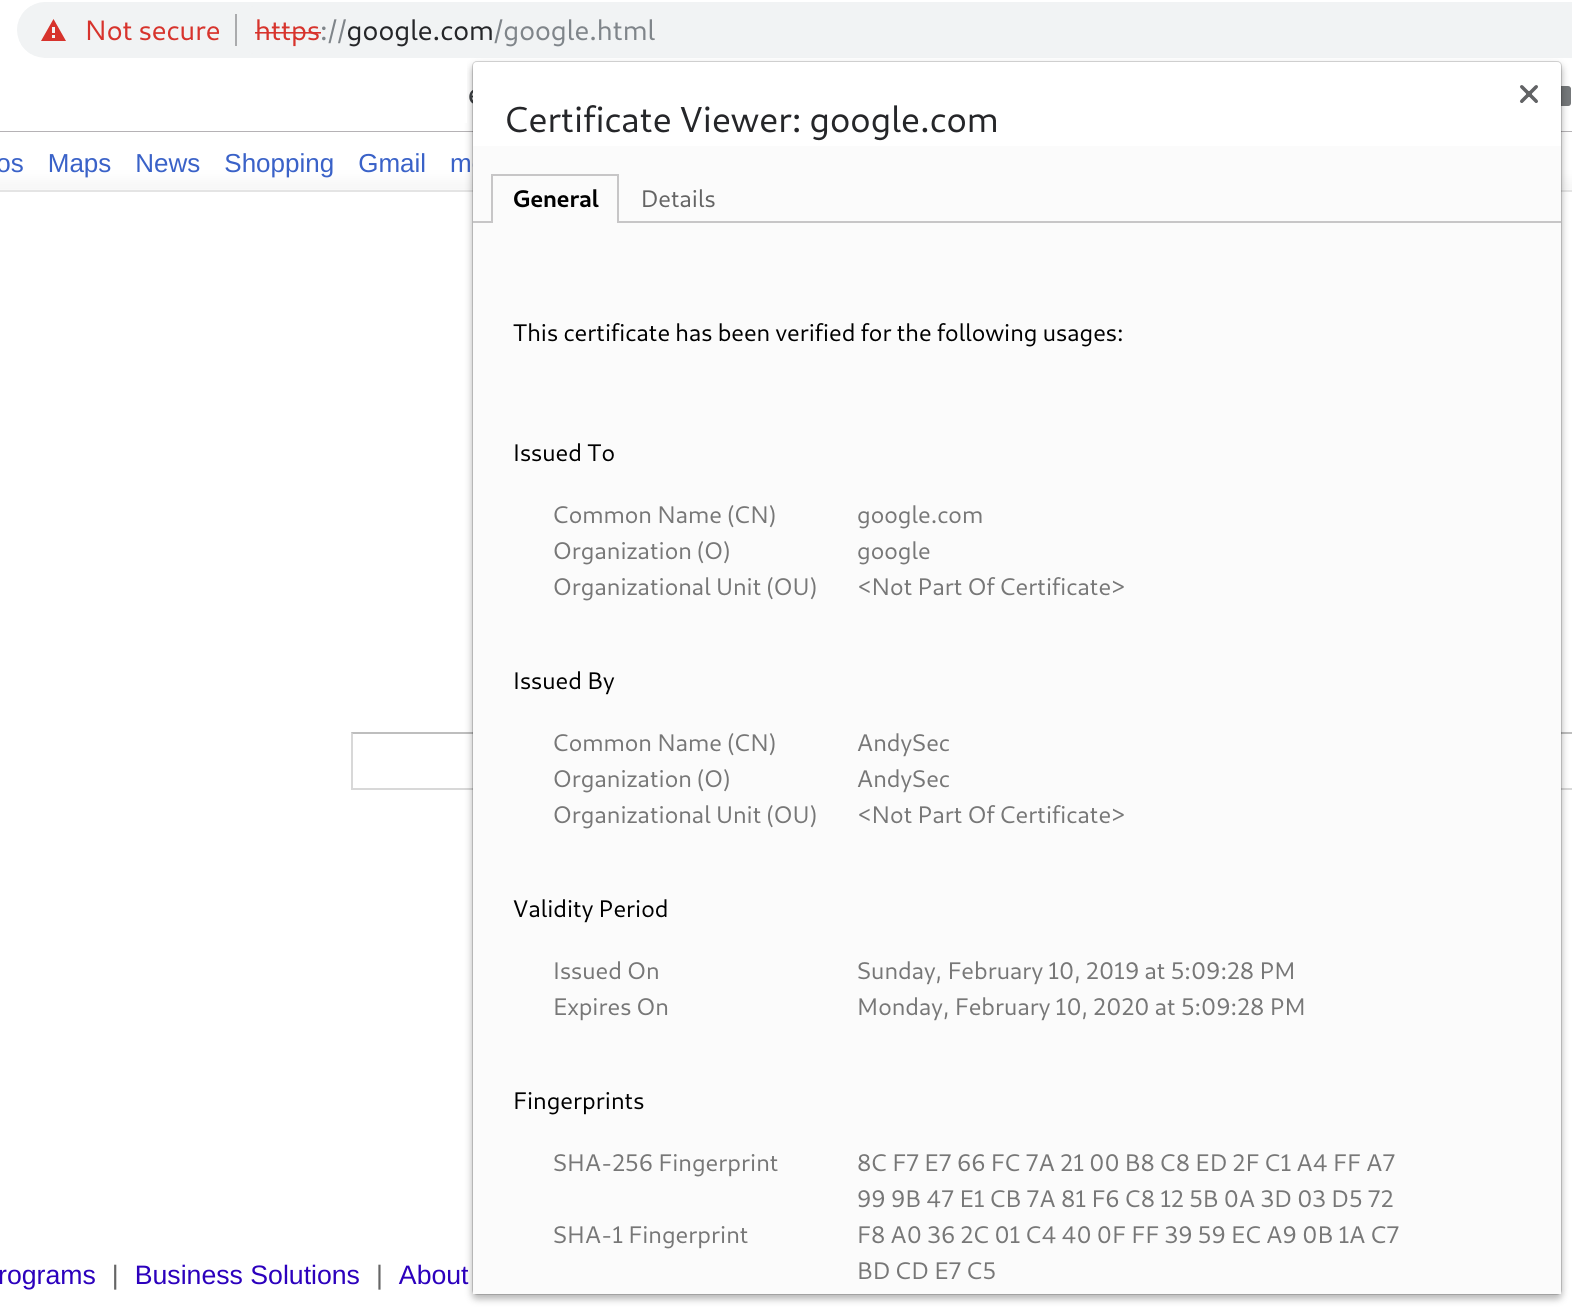 Not secure | https://google.com/google.html
Certificate Viewer: google.com
os Maps News Shopping Gmail m
General Details
This certificate has been verified for the following usages:
Issued To
Common Name (CN) google.com
Organization (O) google
Organizational Unit (OU) <Not Part Of Certificate>
Issued By
Common Name (CN) AndySec
Organization (O) AndySec
Organizational Unit (OU) <Not Part Of Certificate>
Validity Period
Issued On Sunday, February 10, 2019 at 5:09:28 PM
Expires On Monday, February 10, 2020 at 5:09:28 PM
Fingerprints
SHA-256 Fingerprint 8C F7 E7 66 FC 7A 21 00 B8 C8 ED 2F C1 A4 FF A7
99 9B 47 E1 CB 7A 81 F6 C8 12 5B 0A 3D 03 D5 72
SHA-1 Fingerprint F8 A0 36 2C 01 C4 40 0F FF 39 59 EC A9 0B 1A C7
BD CD E7 C5
rograms | Business Solutions | About